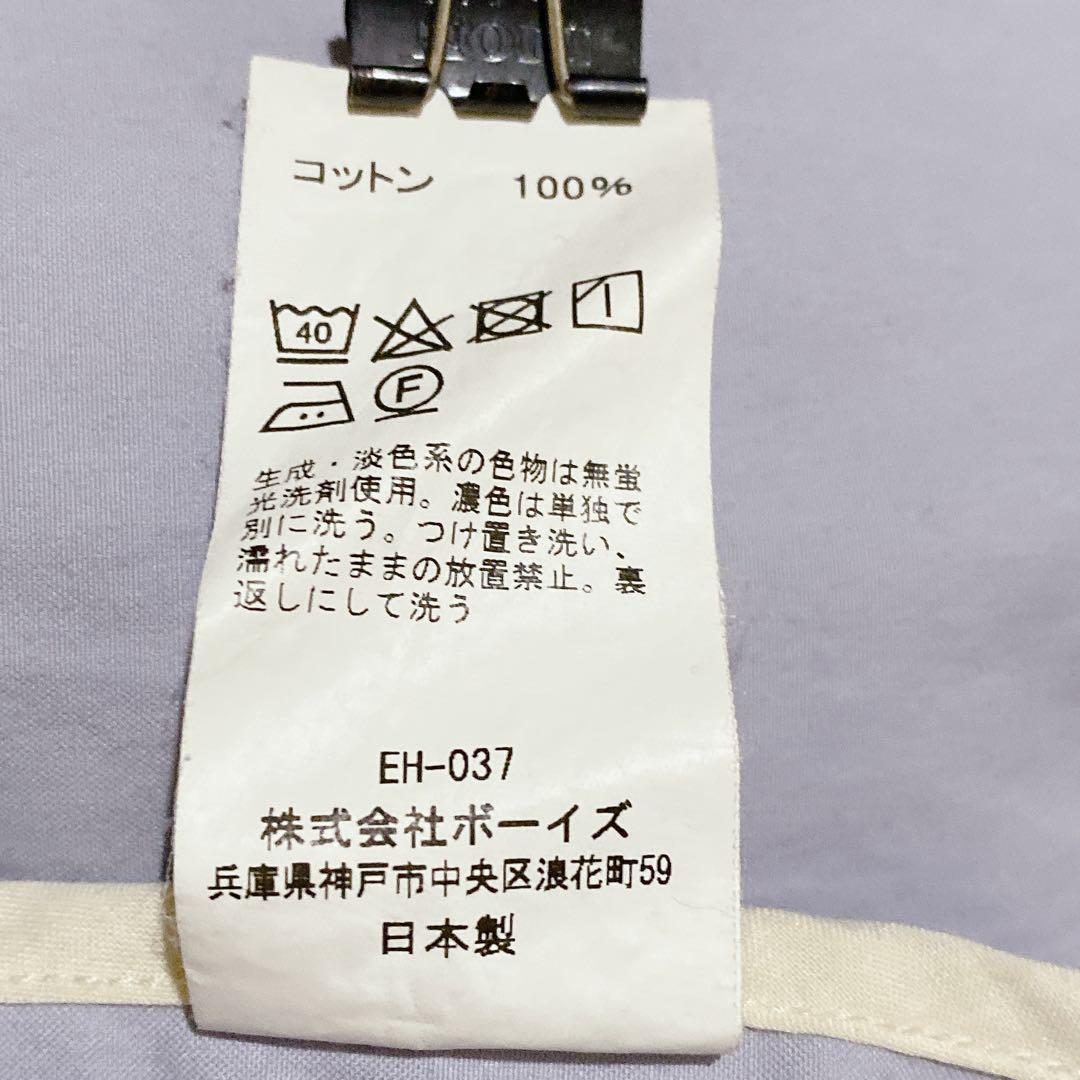 コットン 100%
40
F
生成・淡色系の色物は無蛍
光洗剤使用。濃色は単独で
別に洗う。つけ置き洗い、
濡れたままの放置禁止。裏
返しにして洗う
EH-037
株式会社ボーイズ
兵庫県神戸市中央区浪花町59
日本製